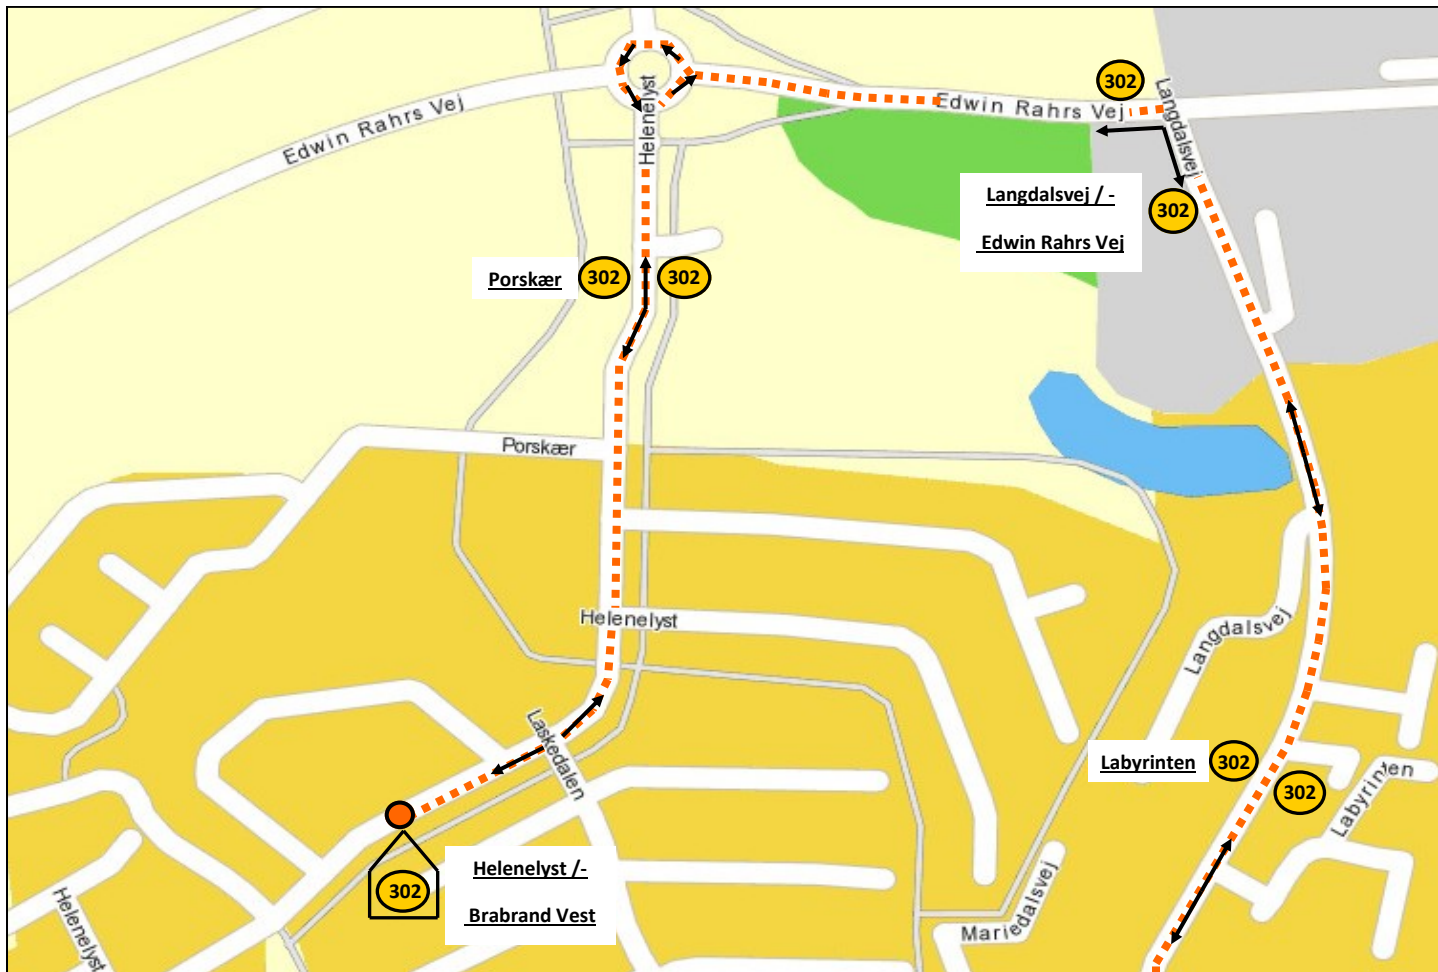 302
Langdalsvej
Edwin Rahrs Vej
Edwin Rahrs Vej
Helenelyst
Langdalsvej / -
Edwin Rahrs Vej
302
Porskær
302
302
Porskær
Helenelyst
Langdalsvej
Laskedalen
Labyrinten
302
302
Labyrinten
Helenelyst /-
Brabrand Vest
302
Helenelyst
Mariedalsvej